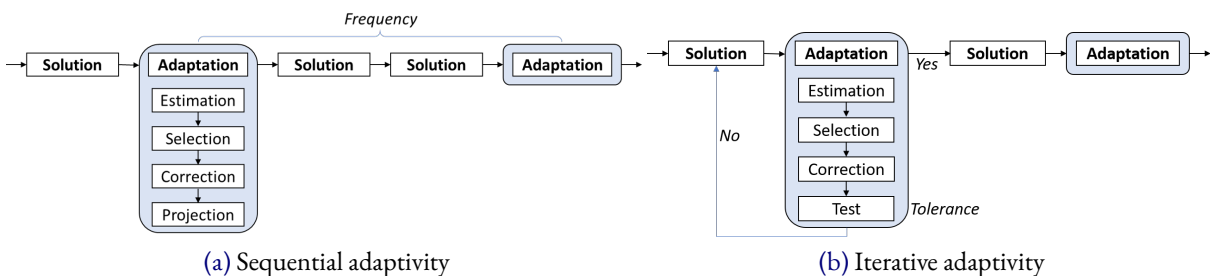 Frequency
Solution
Adaptation
Solution
Solution
Adaptation
Estimation
Selection
Correction
Projection
(a) Sequential adaptivity
Solution
Adaptation
Yes
Solution
Adaptation
Estimation
Selection
No
Correction
Test
Tolerance
(b) Iterative adaptivity